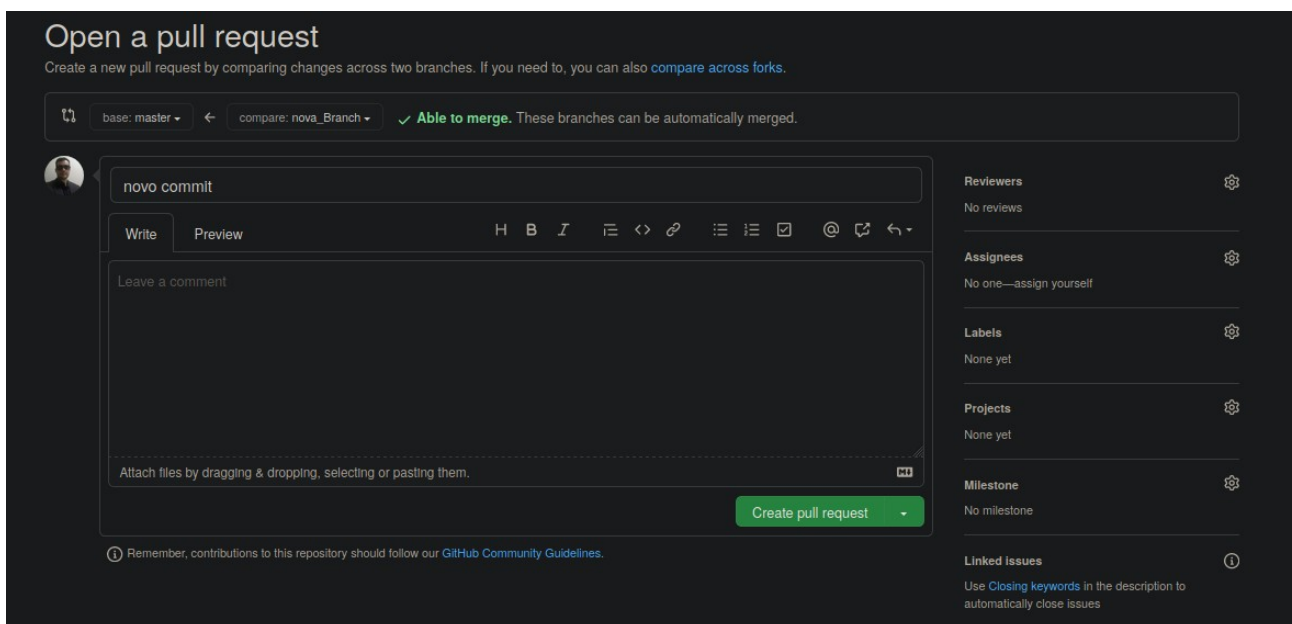 Open a pull request
Create a new pull request by comparing changes across two branches. If you need to, you can also compare across forks.
base: master
compare: nova_Branch
Able to merge. These branches can be automatically merged.
novo commit
Write
Preview
H B I
Leave a comment
Attach files by dragging & dropping, selecting or pasting them.
Create pull request
Remember, contributions to this repository should follow our GitHub Community Guidelines.
Reviewers
No reviews
Assignees
No one—assign yourself
Labels
None yet
Projects
None yet
Milestone
No milestone
Linked issues
Use Closing keywords in the description to
automatically close issues